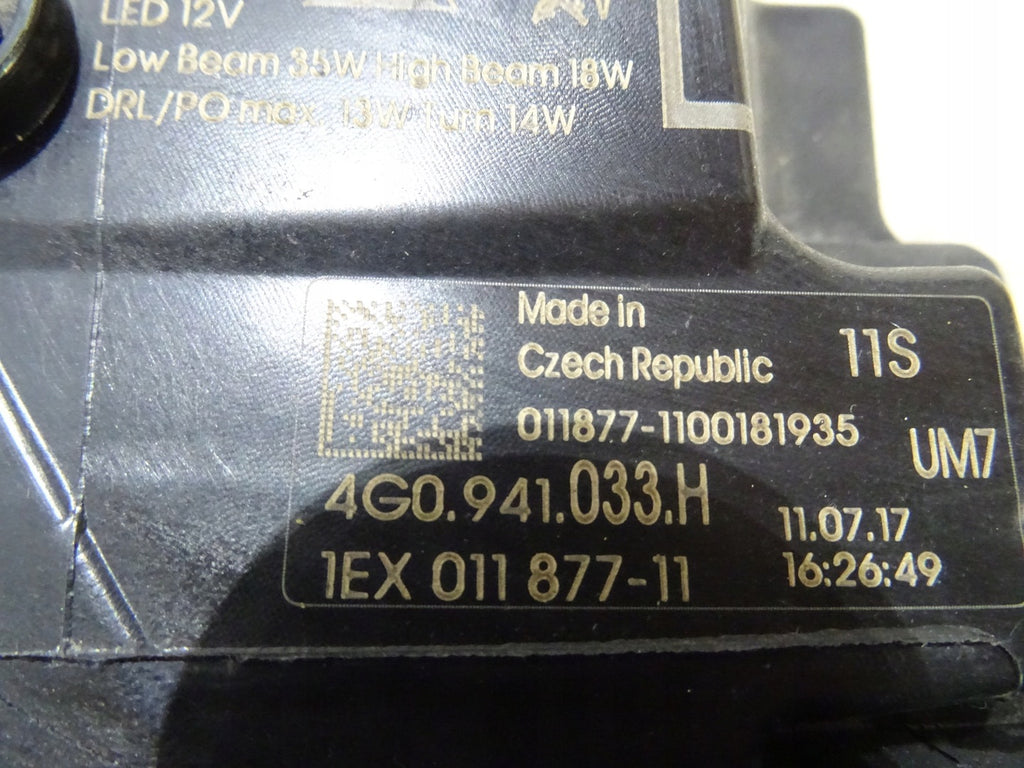 LED 12V
Low Beam 35W High Beam 18W
DRL/PO max. 13W Turn 14W
Made in
Czech Republic
11S
011877-1100181935
UM7
4G0.941.033.H
11.07.17
1EX 011 877-11
16:26:49